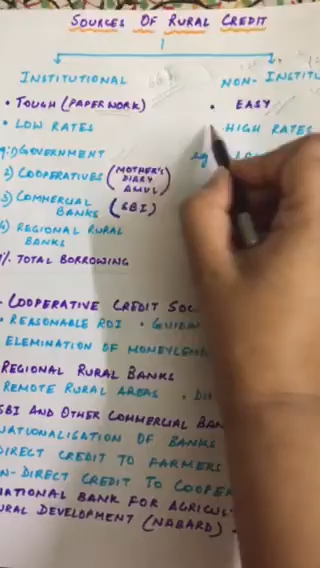 SOURCES OF RURAL CREDIT
INSTITUTIONAL
• TOUGH (PAPER WORK)
• LOW RATES
1) GOVERNMENT
2) COOPERATIVES (MOTHER'S DIARY AMUL)
3) COMMERCIAL BANKS (SBI)
4) REGIONAL RURAL BANKS
% TOTAL BORROWING
NON-INSTITU
• EASY
HIGH RATES
eg
COOPERATIVE CREDIT SOC
• REASONABLE ROI •
ELEMINATION OF MONEYLEND
REGIONAL RURAL BANKS
REMOTE RURAL AREAS •
SBI AND OTHER COMMERCIAL BAN
NATIONALISATION OF BANKS
DIRECT CREDIT TO FARMERS
N-DIRECT CREDIT TO COOPER
NATIONAL BANK FOR AGRICUL
URAL DEVELOPMENT (NABARD)